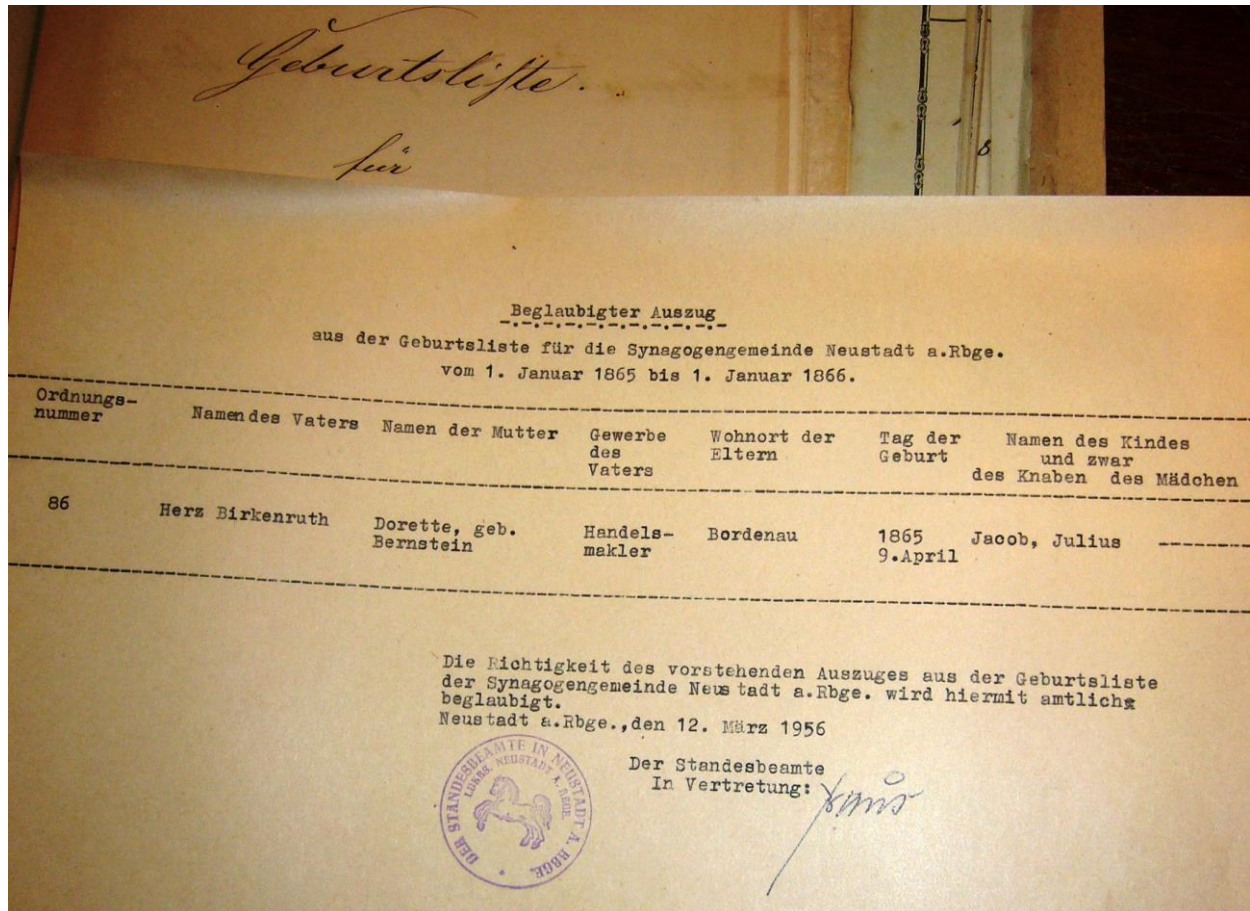 Geburtsliste.
für
Beglaubigter Auszug
aus der Geburtsliste für die Synagogengemeinde Neustadt a.Rbge.
vom 1. Januar 1865 bis 1. Januar 1866.
Ordnungs-
nummer
Namen des Vaters
Namen der Mutter
Gewerbe
des
Vaters
Wohnort der
Eltern
Tag der
Geburt
Namen des Kindes
und zwar
des Knaben des Mädchen
86
Herz Birkenruth
Dorette, geb.
Bernstein
Handels-
makler
Bordenau
1865
9.April
Jacob, Julius
Die Richtigkeit des vorstehenden Auszuges aus der Geburtsliste
der Synagogengemeinde Neustadt a.Rbge. wird hiermit amtlich
beglaubigt.
Neustadt a.Rbge.,den 12. März 1956
Der Standesbeamte
In Vertretung:
DER STANDESBEAMTE IN NEUSTADT A. RBGE.
LDKRS. NEUSTADT A. RBGE.